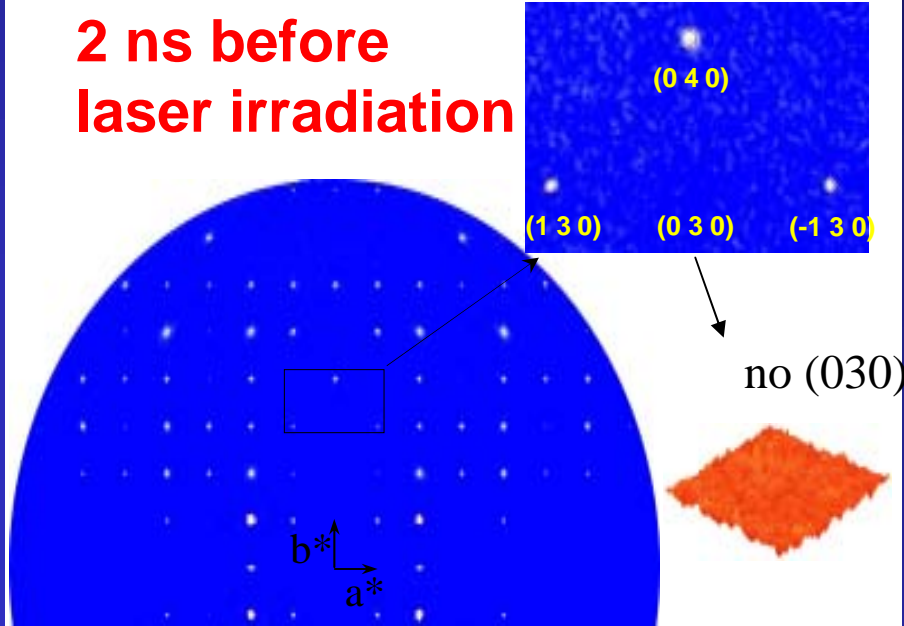 2 ns before
laser irradiation
(0 4 0)
(1 3 0) (0 3 0) (-1 3 0)
no (030)
b*
a*